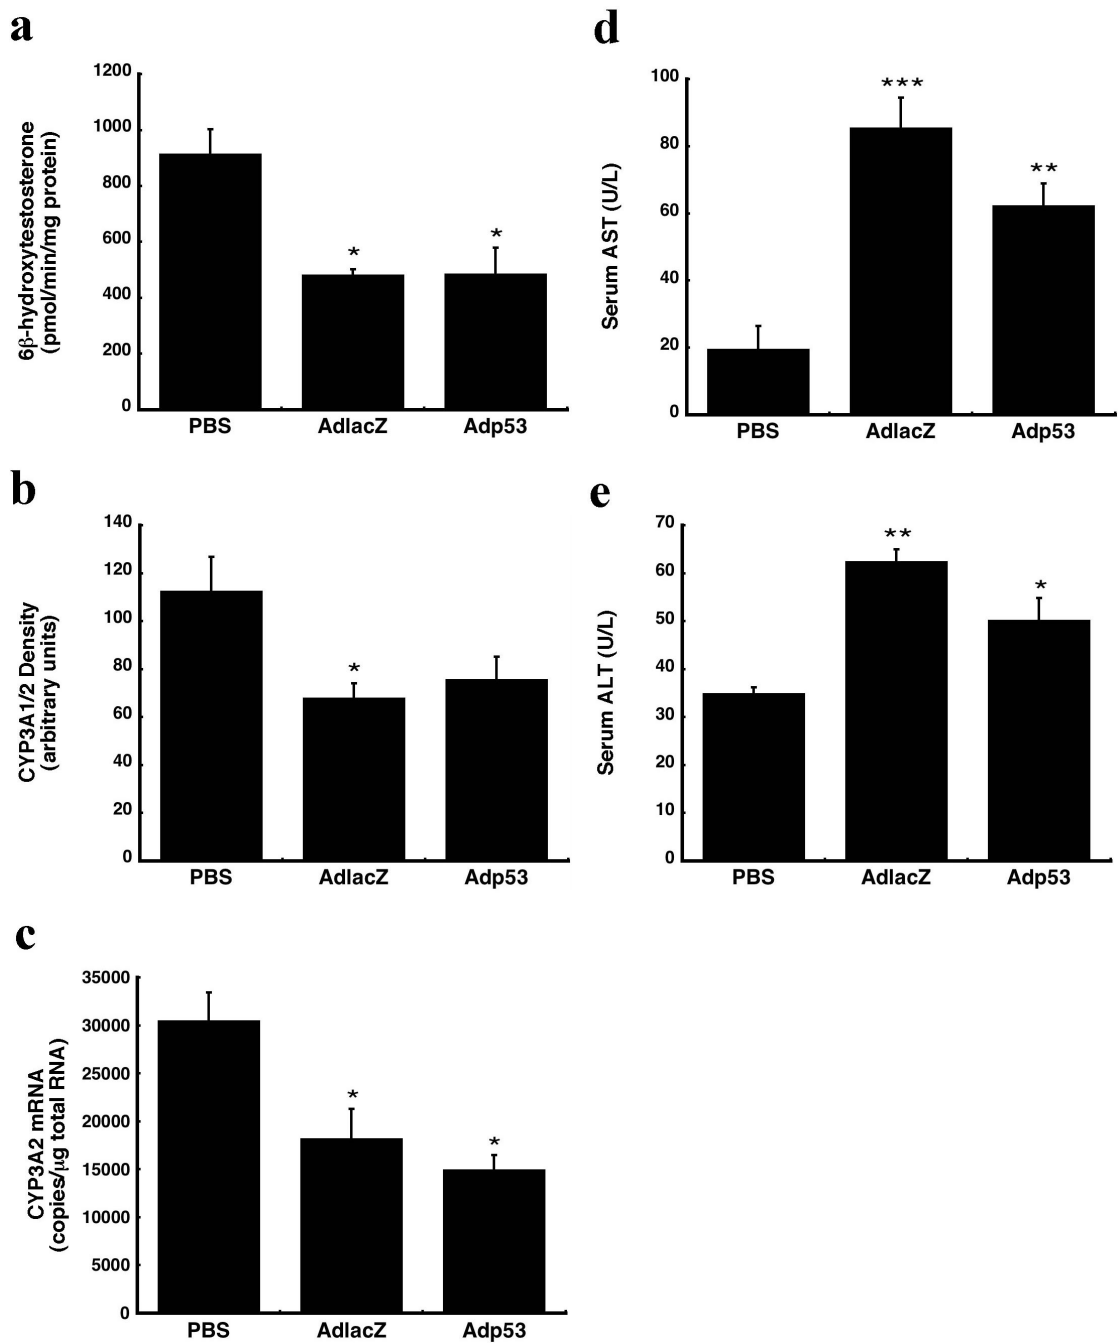 a
6β-hydroxytestosterone
(pmol/min/mg protein)
1200
1000
800
600
400
200
0
*
*
PBS
AdlacZ
Adp53
b
CYP3A1/2 Density
(arbitrary units)
140
120
100
80
60
40
20
0
*
PBS
AdlacZ
Adp53
c
CYP3A2 mRNA
(copies/μg total RNA)
35000
30000
25000
20000
15000
10000
5000
0
*
*
PBS
AdlacZ
Adp53
d
Serum AST (U/L)
100
80
60
40
20
0
***
**
PBS
AdlacZ
Adp53
e
Serum ALT (U/L)
70
60
50
40
30
20
10
0
**
*
PBS
AdlacZ
Adp53